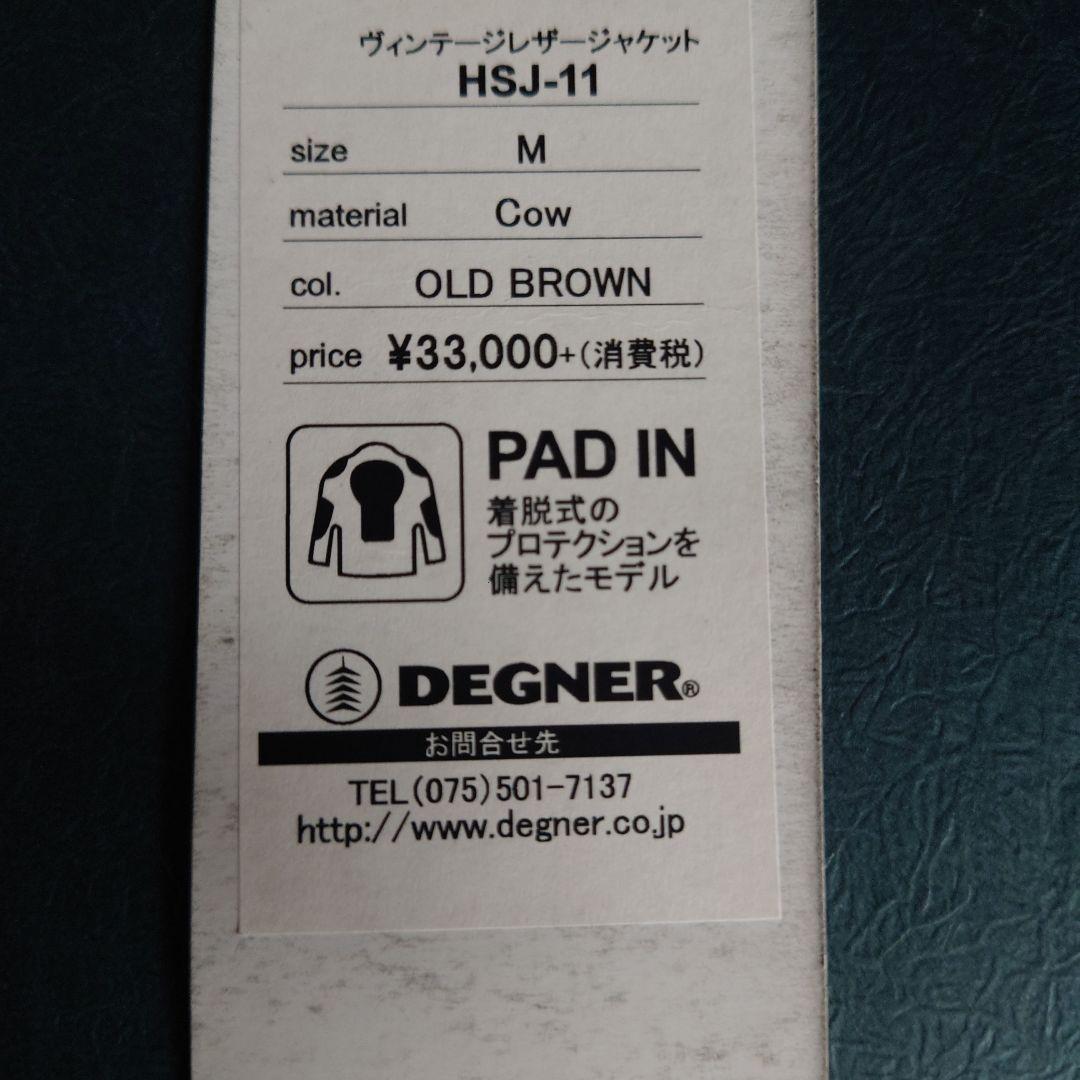 ヴィンテージレザージャケット
HSJ-11
size M
material Cow
col. OLD BROWN
price ¥33,000+(消費税)
PAD IN
着脱式の
プロテクションを
備えたモデル
DEGNER®
お問合せ先
TEL(075)501-7137
http://www.degner.co.jp